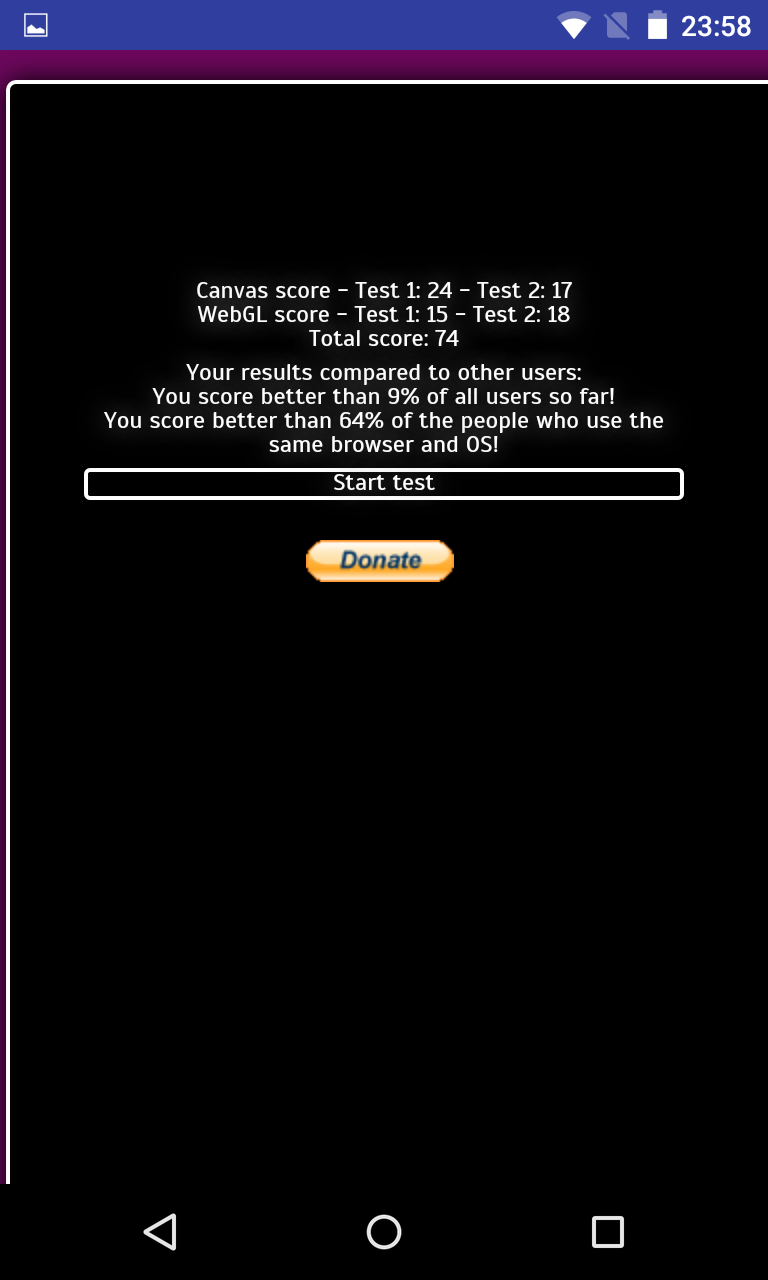 23:58
Canvas score - Test 1: 24 - Test 2: 17
WebGL score - Test 1: 15 - Test 2: 18
Total score: 74
Your results compared to other users:
You score better than 9% of all users so far!
You score better than 64% of the people who use the
same browser and OS!
Start test
Donate